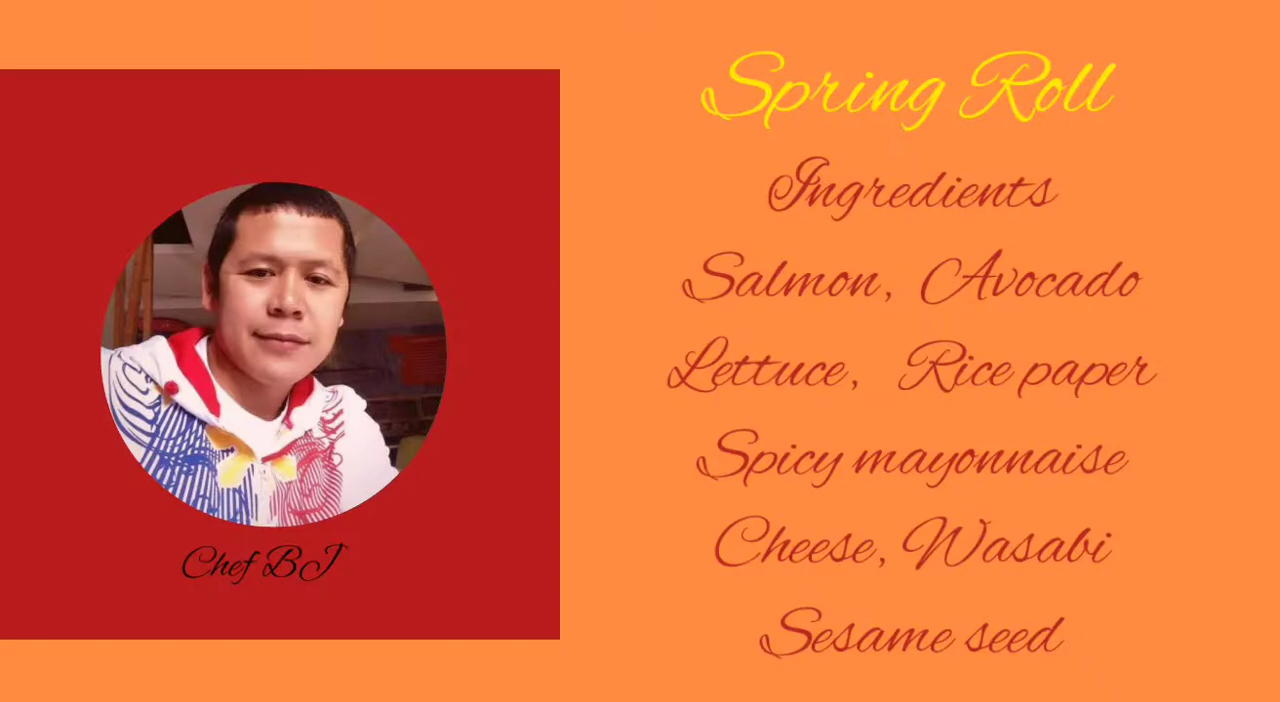 Spring Roll
Ingredients
Salmon, Avocado
Lettuce, Rice paper
Spicy mayonnaise
Cheese, Wasabi
Sesame seed
Chef BJ